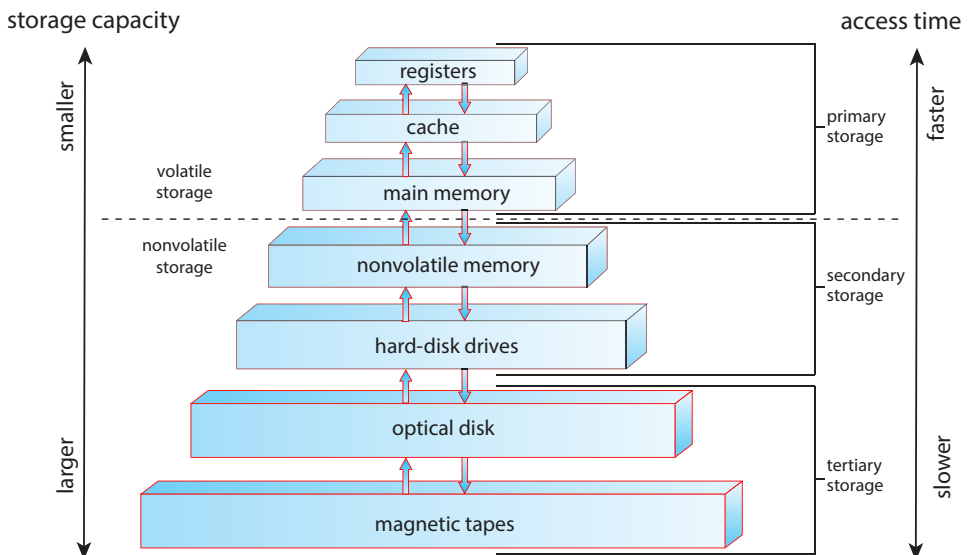 storage capacity
access time
smaller
faster
registers
cache
primary
storage
volatile
storage
main memory
nonvolatile
storage
nonvolatile memory
secondary
storage
hard-disk drives
optical disk
larger
slower
tertiary
storage
magnetic tapes